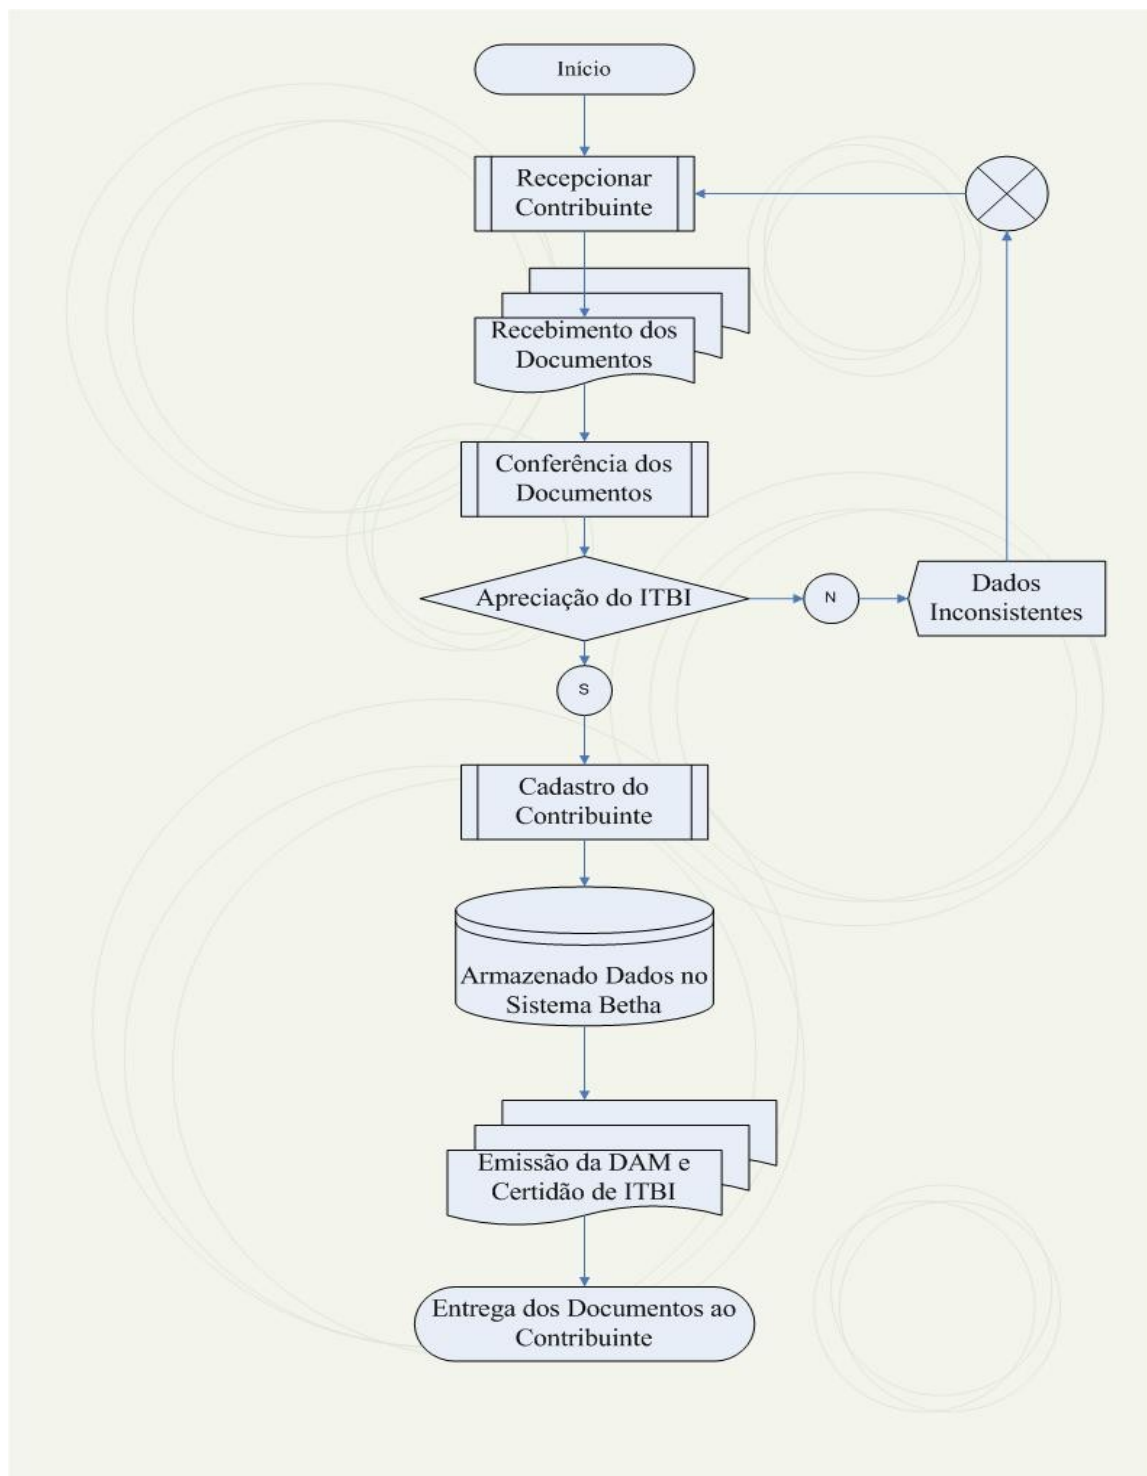 Início
Recepcionar
Contribuinte
Recebimento dos
Documentos
Conferência dos
Documentos
Apreciação do ITBI
N
Dados
Inconsistentes
S
Cadastro do
Contribuinte
Armazenado Dados no
Sistema Betha
Emissão da DAM e
Certidão de ITBI
Entrega dos Documentos ao
Contribuinte